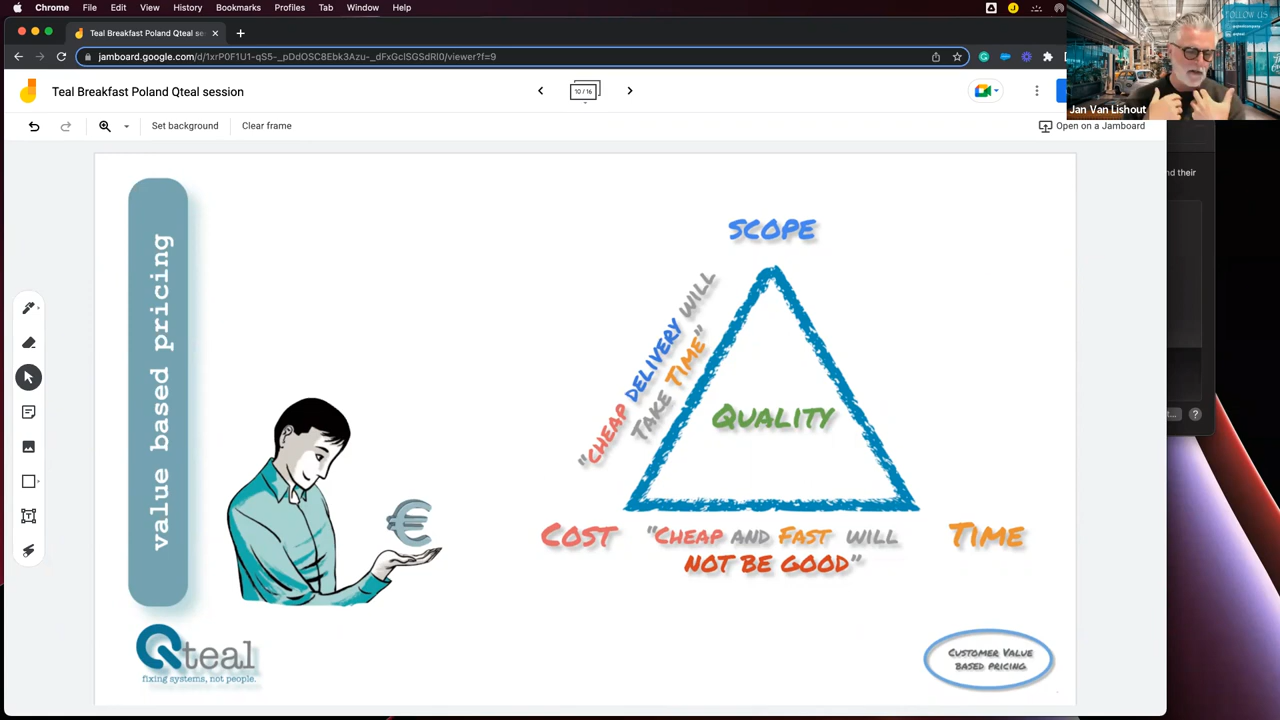 Chrome File Edit View History Bookmarks Profiles Tab Window Help
FOLLOW US
Teal Breakfast Poland Qteal ses
jamboard.google.com/d/1xrP0F1U1-qS5-_pDdOSC8Ebk3Azu-_dFxGclSGSdRl0/viewer?f=9
Jan Van Lishout
Teal Breakfast Poland Qteal session
10 / 16
Set background
Clear frame
Open on a Jamboard
nd their
value based pricing
SCOPE
"CHEAP DELIVERY WILL
TAKE TIME"
QUALITY
COST
"CHEAP AND FAST WILL
NOT BE GOOD"
TIME
Qteal
fixing systems, not people.
CUSTOMER VALUE
BASED PRICING